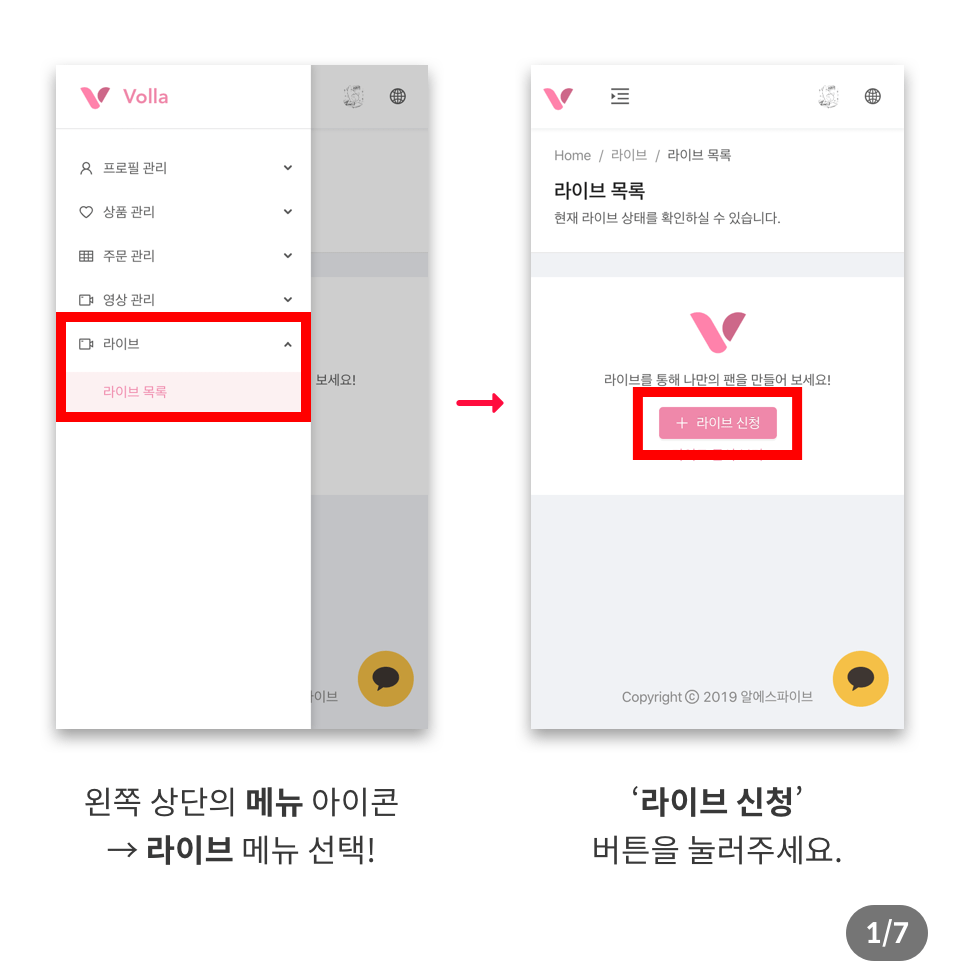 Volla
프로필 관리
상품 관리
주문 관리
영상 관리
라이브
라이브 목록
보세요!
이브
왼쪽 상단의 메뉴 아이콘
→ 라이브 메뉴 선택!
Home / 라이브 / 라이브 목록
라이브 목록
현재 라이브 상태를 확인하실 수 있습니다.
라이브를 통해 나만의 팬을 만들어 보세요!
+ 라이브 신청
Copyright ⓒ 2019 알에스파이브
‘라이브 신청’
버튼을 눌러주세요.
1/7